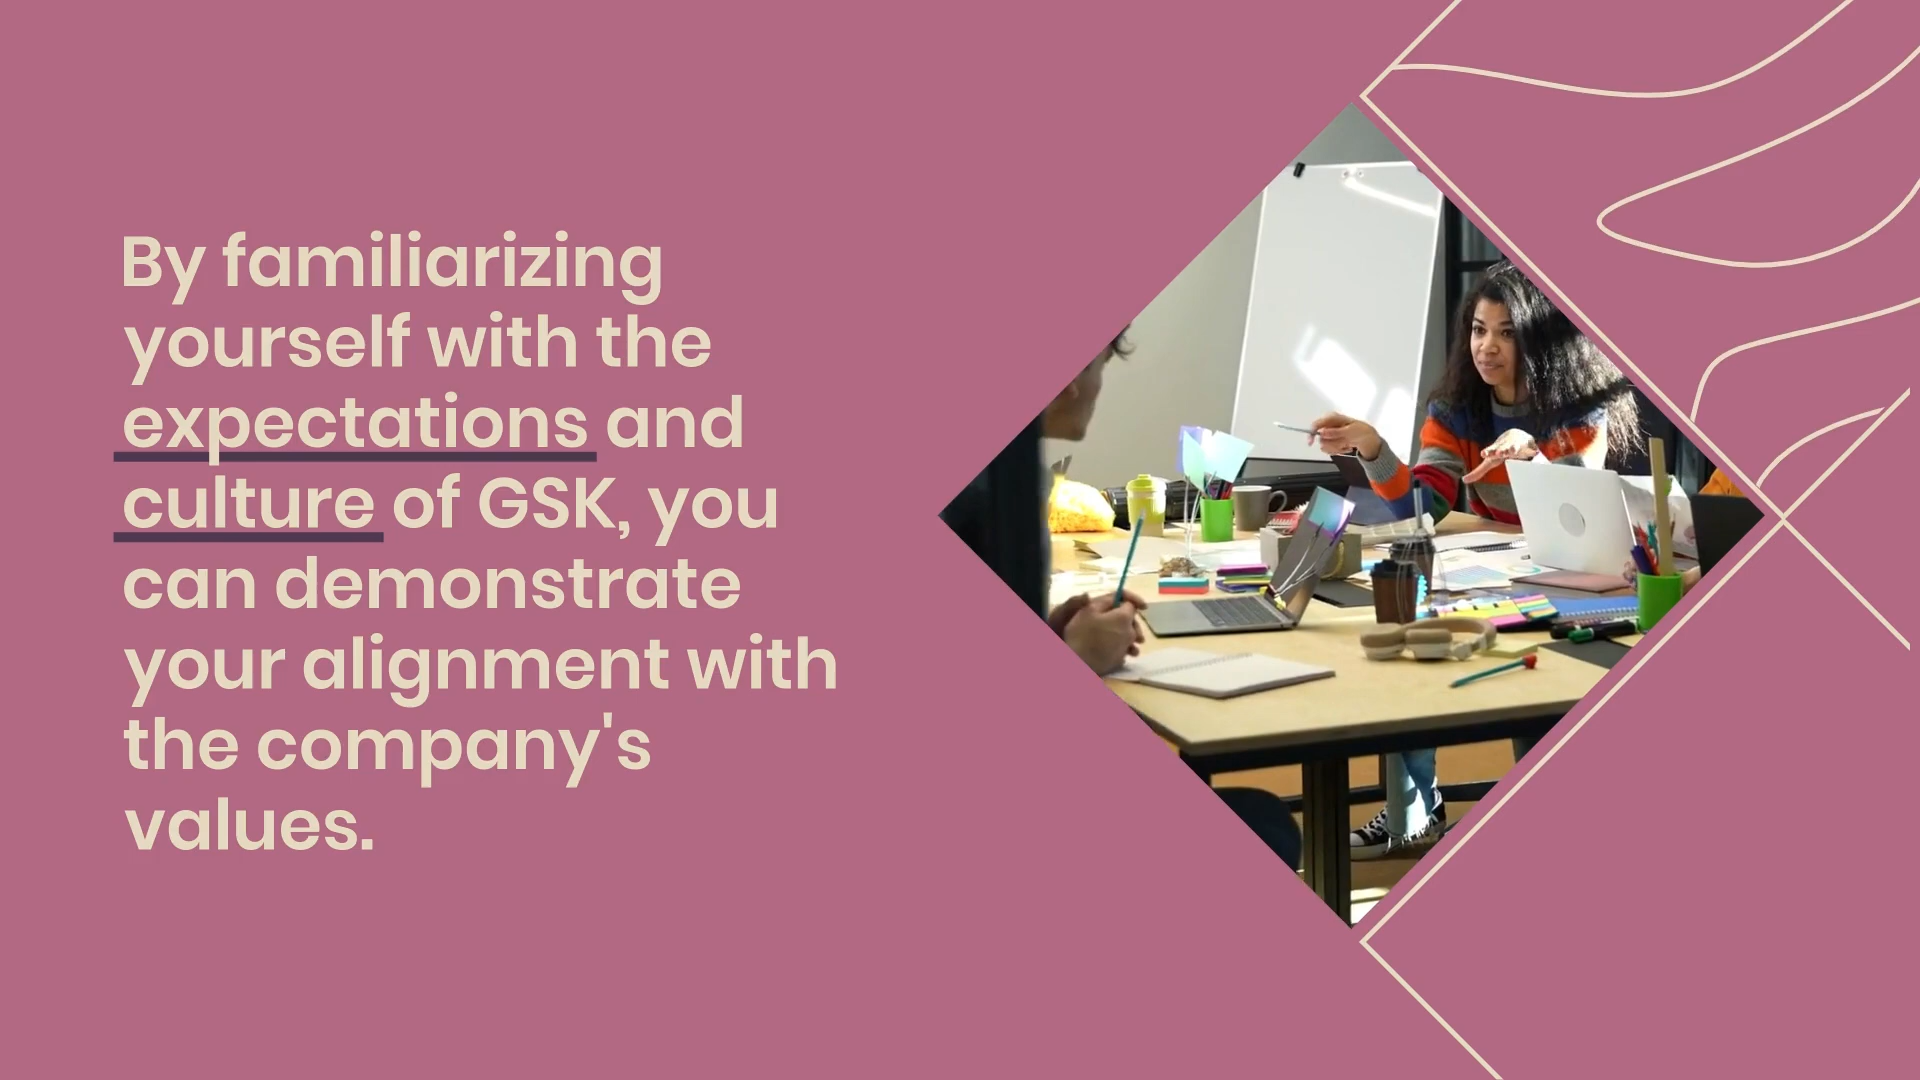 By familiarizing
yourself with the
expectations and
culture of GSK, you
can demonstrate
your alignment with
the company's
values.